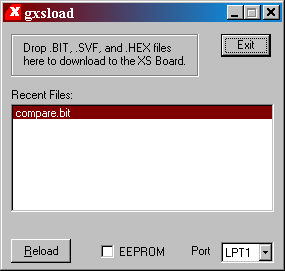 gxsload
Drop .BIT, .SVF, and .HEX files
here to download to the XS Board.
Exit
Recent Files:
compare.bit
Reload
EEPROM
Port
LPT1